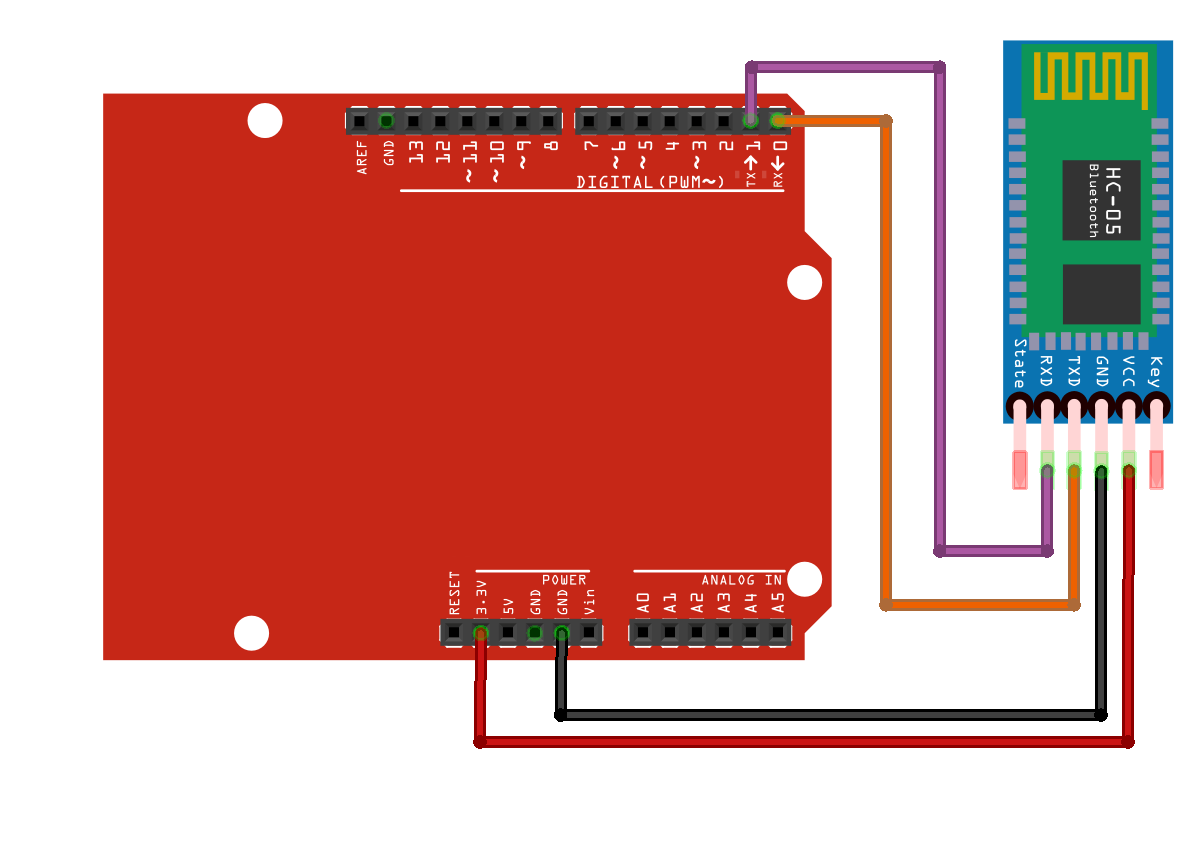 AREF
GND
13
12
~11
~10
~9
8
7
~6
~5
4
~3
2
TX→1
RX←0
DIGITAL (PWM~)
HC-05
Bluetooth
State
RXD
TXD
GND
VCC
Key
RESET
3.3V
5V
GND
GND
Vin
POWER
ANALOG IN
A0
A1
A2
A3
A4
A5